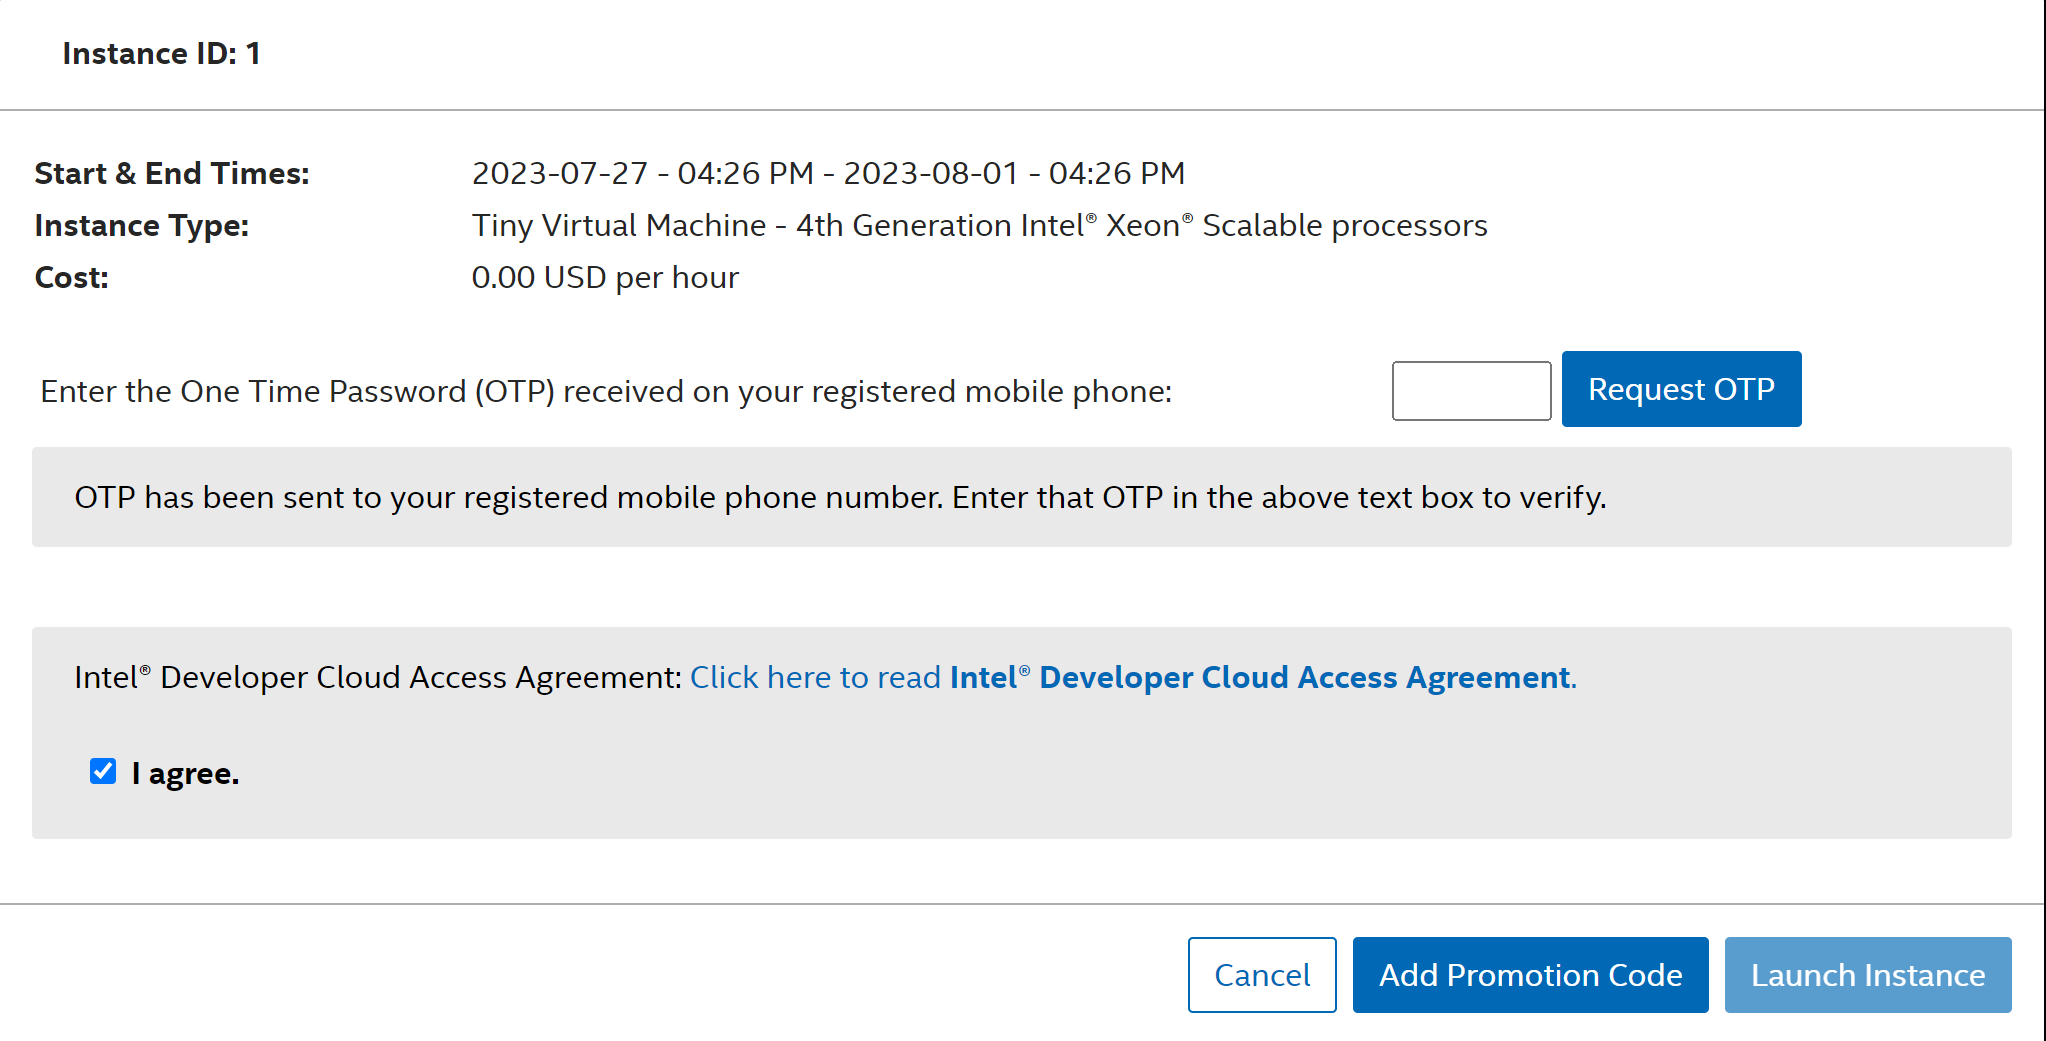 Instance ID: 1
Start & End Times: 2023-07-27 - 04:26 PM - 2023-08-01 - 04:26 PM
Instance Type: Tiny Virtual Machine - 4th Generation Intel® Xeon® Scalable processors
Cost: 0.00 USD per hour
Enter the One Time Password (OTP) received on your registered mobile phone: Request OTP
OTP has been sent to your registered mobile phone number. Enter that OTP in the above text box to verify.
Intel® Developer Cloud Access Agreement: Click here to read Intel® Developer Cloud Access Agreement.
I agree.
Cancel Add Promotion Code Launch Instance